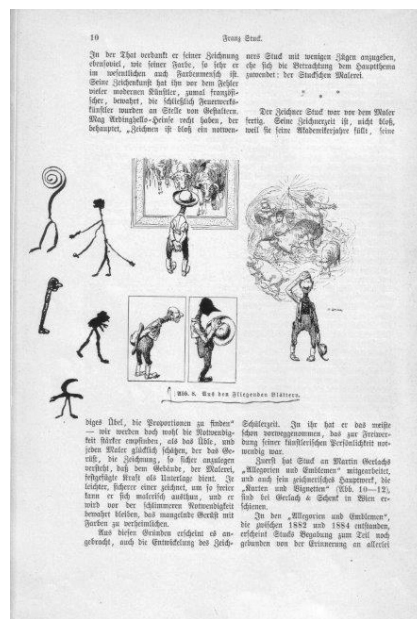 10
Franz Stuck.
In der That verdankt er seiner Zeichnung
ebensoviel, wie seiner Farbe, so sehr er
im wesentlichen auch Farbenmensch ist.
Seine Zeichenkunst hat ihn vor dem Fehler
vieler modernen Künstler, zumal französi-
scher, bewahrt, die schließlich Feuerwerks-
künstler wurden an Stelle von Gestaltern.
Mag Ardinghello-Heinse recht haben, der
behauptet, „Zeichnen ist bloß ein notwen-
ners Stuck mit wenigen Zügen anzugeben,
ehe sich die Betrachtung dem Hauptthema
zuwendet: der Stuckschen Malerei.
* * *
Der Zeichner Stuck war vor dem Maler
fertig. Seine Zeichnerzeit ist, nicht bloß,
weil sie seine Akademikerjahre füllt, seine
Abb. 8. Aus den Fliegenden Blättern.
diges Übel, die Proportionen zu finden“
— wir werden doch wohl die Notwendig-
keit stärker empfinden, als das Üble, und
jeden Maler glücklich schätzen, der das Ge-
rüst, die Zeichnung, so sicher anzulegen
versteht, daß dem Gebäude, der Malerei,
festgefügte Kraft als Unterlage dient. Je
leichter, sicherer einer zeichnet, um so freier
kann er sich malerisch austhun, und er
wird vor der schlimmen Notwendigkeit
bewahrt bleiben, das mangelnde Gerüst mit
Farben zu verheimlichen.
Aus diesen Gründen erscheint es an-
gebracht, auch die Entwickelung des Zeich-
Schülerzeit. In ihr hat er das meiste
schon vorweggenommen, das zur Freiwer-
dung seiner künstlerischen Persönlichkeit not-
wendig war.
Zuerst hat Stuck an Martin Gerlachs
„Allegorien und Emblemen“ mitgearbeitet,
und auch sein zeichnerisches Hauptwerk, die
„Karten und Vignetten“ (Abb. 10—12),
sind bei Gerlach & Schenk in Wien er-
schienen.
In den „Allegorien und Emblemen“,
die zwischen 1882 und 1884 entstanden,
erscheint Stucks Begabung zum Teil noch
gebunden von der Erinnerung an allerlei